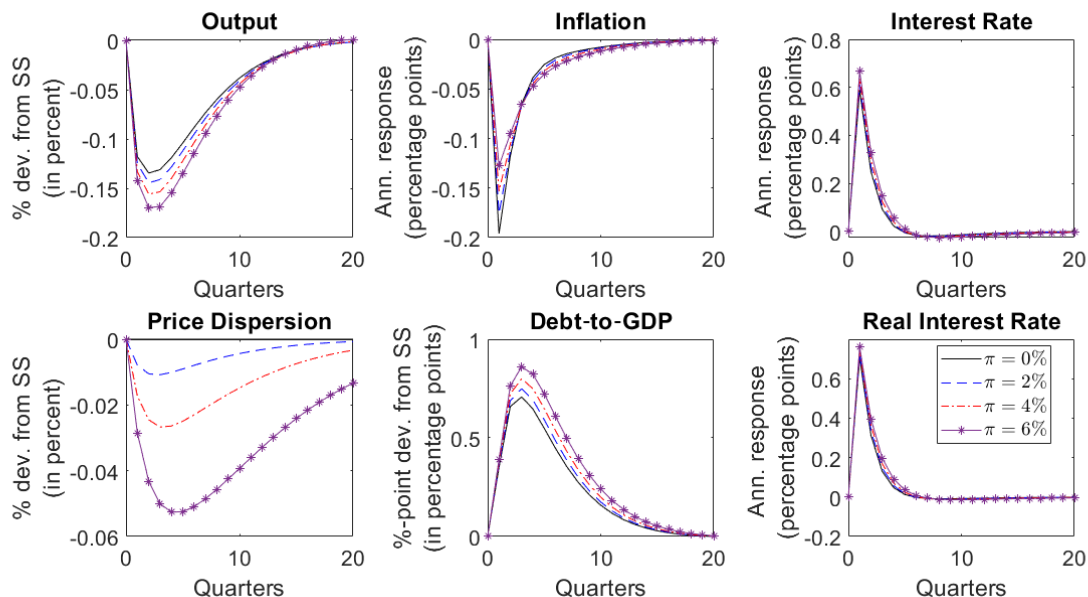 Output
% dev. from SS
(in percent)
0
-0.05
-0.1
-0.15
-0.2
0
10
20
Quarters
Inflation
Ann. response
(percentage points)
0
-0.05
-0.1
-0.15
-0.2
0
10
20
Quarters
Interest Rate
Ann. response
(percentage points)
0.8
0.6
0.4
0.2
0
0
10
20
Quarters
Price Dispersion
% dev. from SS
(in percent)
0
-0.02
-0.04
-0.06
0
10
20
Quarters
Debt-to-GDP
%-point dev. from SS
(in percentage points)
1
0.5
0
0
10
20
Quarters
Real Interest Rate
Ann. response
(percentage points)
0.6
0.4
0.2
0
-0.2
0
10
20
Quarters
π = 0%
π = 2%
π = 4%
π = 6%